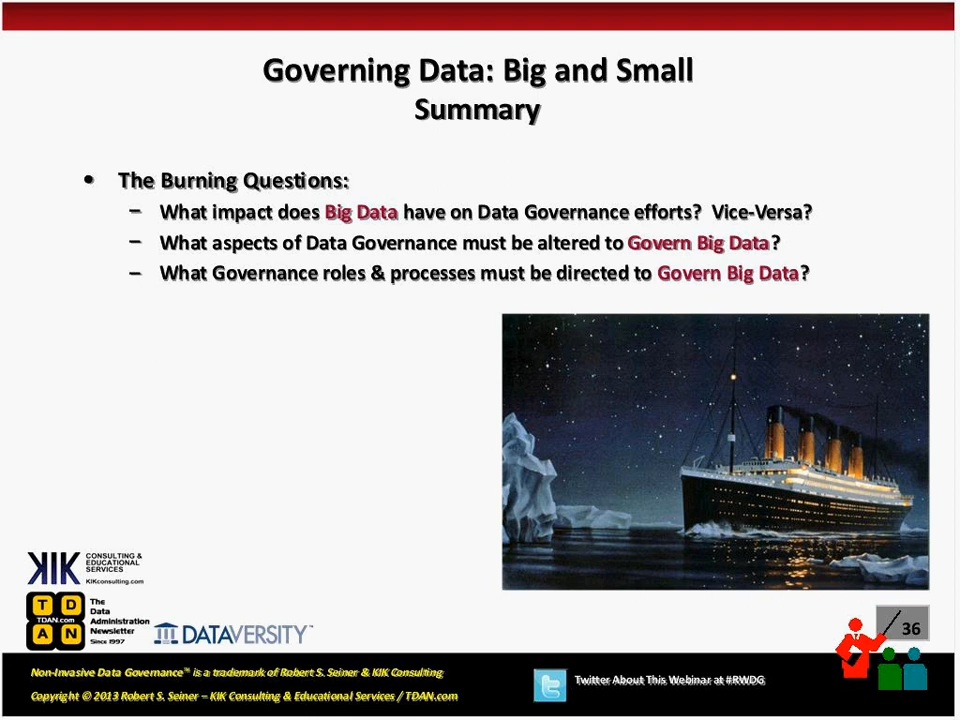 Governing Data: Big and Small
Summary
• The Burning Questions:
– What impact does Big Data have on Data Governance efforts? Vice-Versa?
– What aspects of Data Governance must be altered to Govern Big Data?
– What Governance roles & processes must be directed to Govern Big Data?
KIK CONSULTING &
EDUCATIONAL
SERVICES
KIKconsulting.com
T D
TDAN.com
A N
The
Data
Administration
Newsletter
Since 1997
DATAVERSITY™
36
Non-Invasive Data Governance™ is a trademark of Robert S. Seiner & KIK Consulting
Copyright © 2013 Robert S. Seiner – KIK Consulting & Educational Services / TDAN.com
Twitter About This Webinar at #RWDG